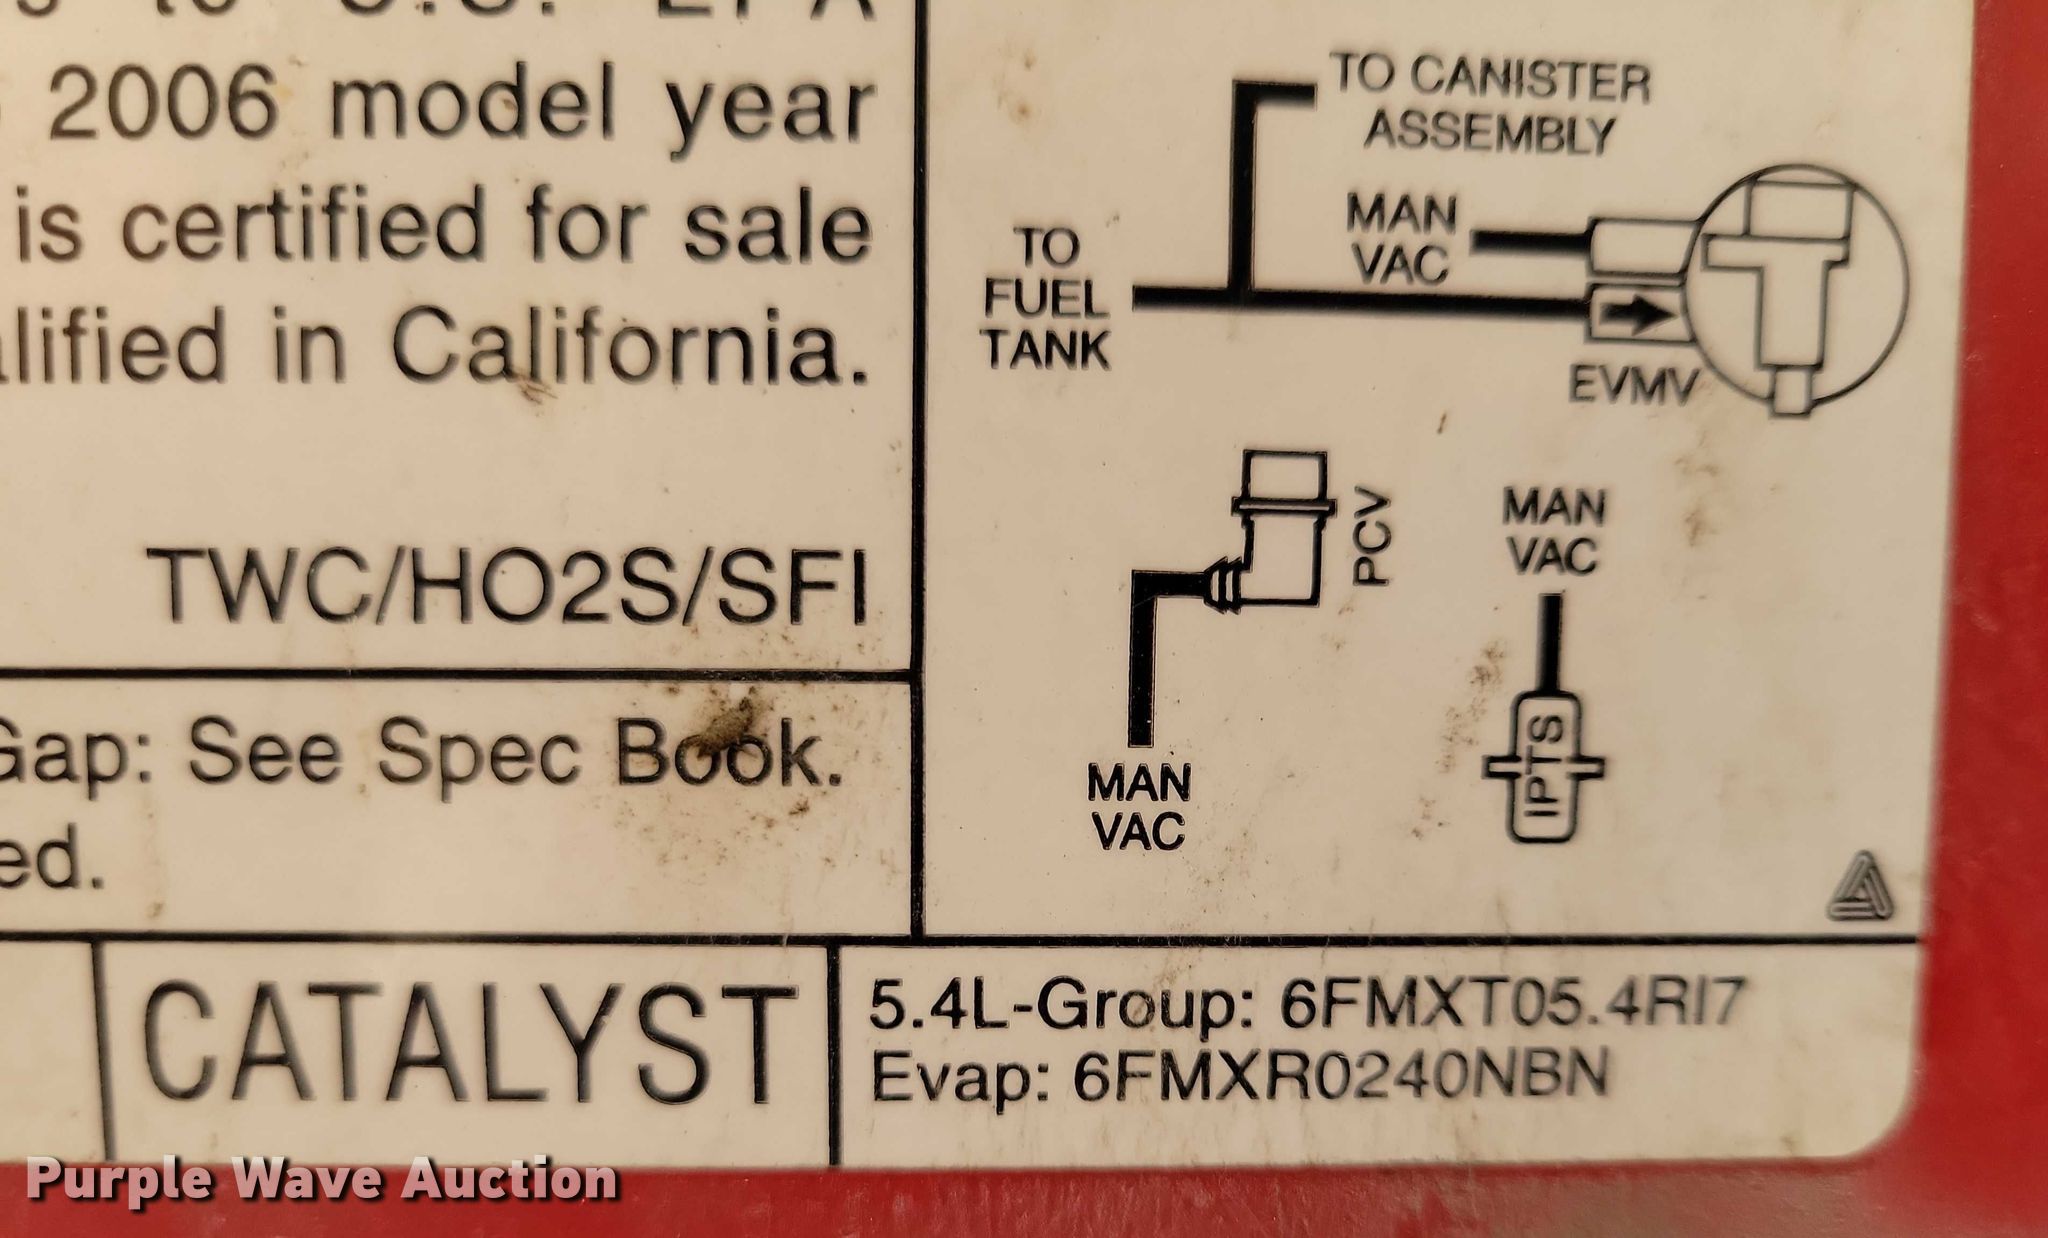 to U.S. EPA
2006 model year
is certified for sale
in California.
TWC/HO2S/SFI
Gap: See Spec Book.
CATALYST
TO CANISTER
ASSEMBLY
MAN
VAC
TO
FUEL
TANK
EVMV
PCV
MAN
VAC
MAN
VAC
IPTS
5.4L-Group: 6FMXT05.4RI7
Evap: 6FMXR0240NBN
Purple Wave Auction